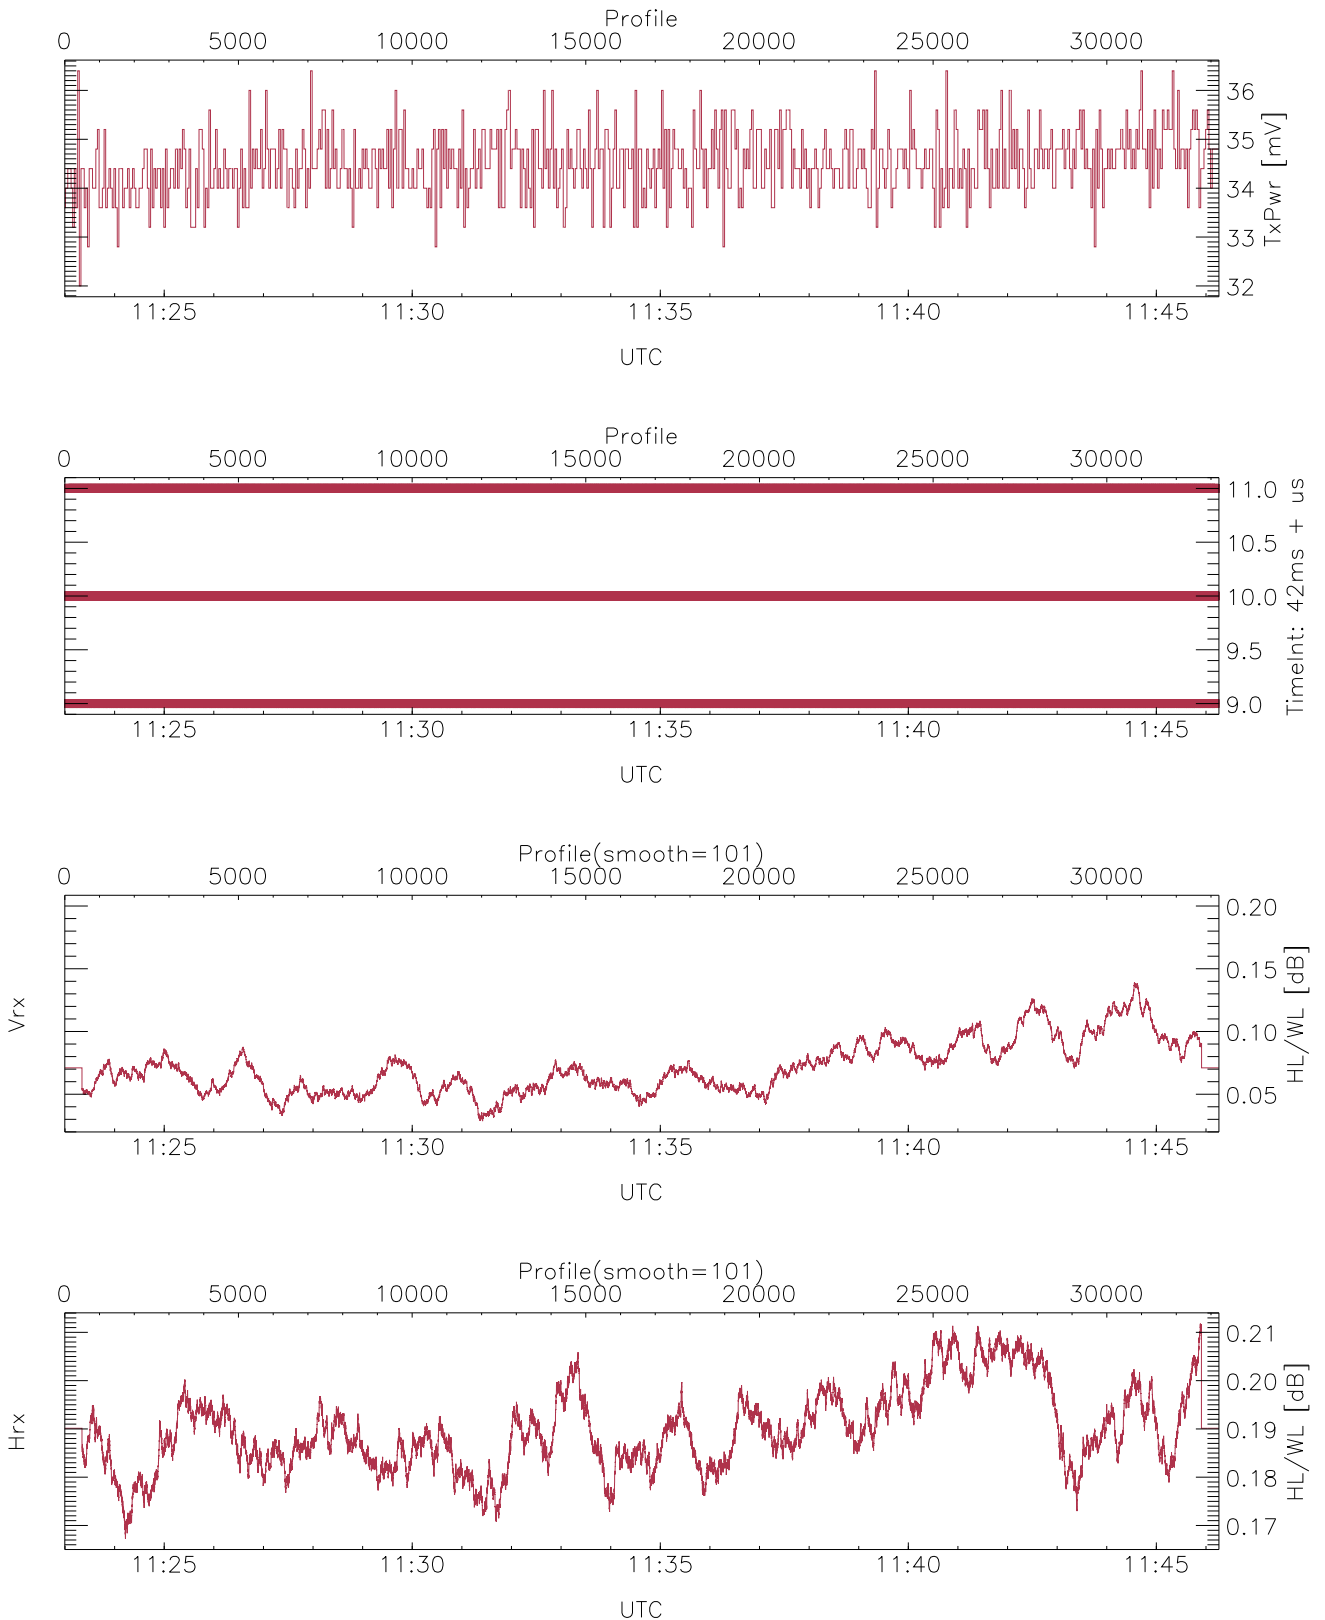 Profile
0 5000 10000 15000 20000 25000 30000
36
35
34
33
32
TxPwr [mV]
11:25 11:30 11:35 11:40 11:45
UTC
Profile
0 5000 10000 15000 20000 25000 30000
11.0
10.5
10.0
9.5
9.0
TimeInt: 42ms + us
11:25 11:30 11:35 11:40 11:45
UTC
Profile(smooth=101)
0 5000 10000 15000 20000 25000 30000
Vrx
0.20
0.15
0.10
0.05
HL/WL [dB]
11:25 11:30 11:35 11:40 11:45
UTC
Profile(smooth=101)
0 5000 10000 15000 20000 25000 30000
Hrx
0.21
0.20
0.19
0.18
0.17
HL/WL [dB]
11:25 11:30 11:35 11:40 11:45
UTC